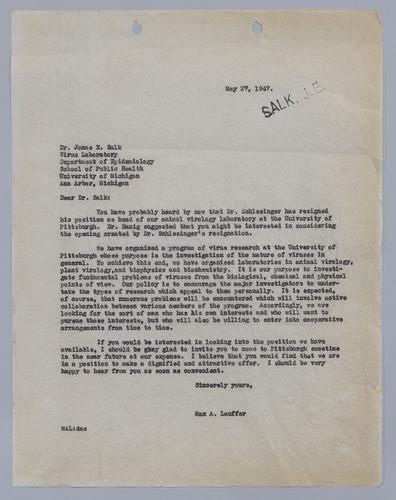 May 27, 1947.
SALK, J. E.
Dr. Jonas E. Salk
Virus Laboratory
Department of Epidemiology
School of Public Health
University of Michigan
Ann Arbor, Michigan
Dear Dr. Salk:
You have probably heard by now that Dr. Schlesinger has resigned
his position as head of our animal virology laboratory at the University of
Pittsburgh. Dr. Hanig suggested that you might be interested in considering
the opening created by Dr. Schlesinger's resignation.
We have organized a program of virus research at the University of
Pittsburgh whose purpose is the investigation of the nature of viruses in
general. To achieve this end, we have organized laboratories in animal virology,
plant virology, and biophysics and biochemistry. It is our purpose to investi-
gate fundamental problems of viruses from the biological, chemical and physical
points of view. Our policy is to encourage the major investigators to under-
take the types of research which appeal to them personally. It is expected,
of course, that numerous problems will be encountered which will involve active
collaboration between various members of the program. Accordingly, we are
looking for the sort of man who has his own interests and who will want to
pursue those interests, but who will also be willing to enter into cooperative
arrangements from time to time.
If you would be interested in looking into the position we have
available, I should be glad to invite you to come to Pittsburgh sometime
in the near future at our expense. I believe that you would find that we are
in a position to make a dignified and attractive offer. I should be very
happy to hear from you as soon as convenient.
Sincerely yours,
Max A. Lauffer
MAL:dms